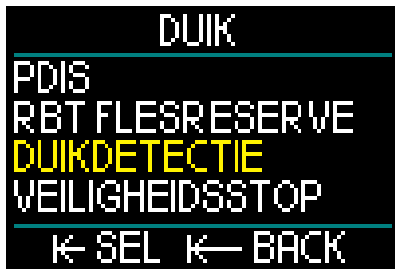 DUIK
PDIS
RBT FLESRESERVE
DUIKDETECTIE
VEILIGHEIDSSTOP
K← SEL K← BACK